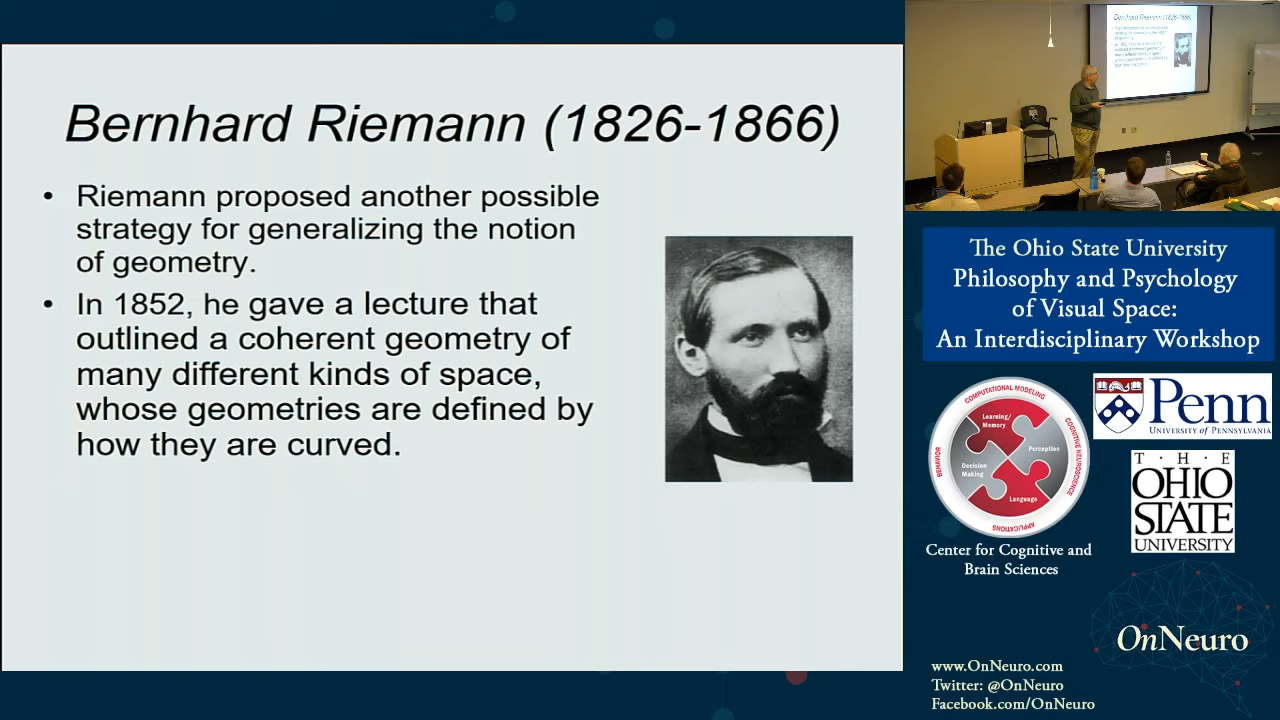 Bernhard Riemann (1826-1866)
• Riemann proposed another possible
strategy for generalizing the notion
of geometry.
• In 1852, he gave a lecture that
outlined a coherent geometry of
many different kinds of space,
whose geometries are defined by
how they are curved.
Bernhard Riemann (1826-1866)
The Ohio State University
Philosophy and Psychology
of Visual Space:
An Interdisciplinary Workshop
COMPUTATIONAL MODELING
COGNITIVE NEUROSCIENCE
APPLICATIONS
BEHAVIOR
Learning/
Memory
Perception
Decision
Making
Language
Center for Cognitive and
Brain Sciences
Penn
UNIVERSITY of PENNSYLVANIA
T · H · E
OHIO
STATE
UNIVERSITY
OnNeuro
www.OnNeuro.com
Twitter: @OnNeuro
Facebook.com/OnNeuro